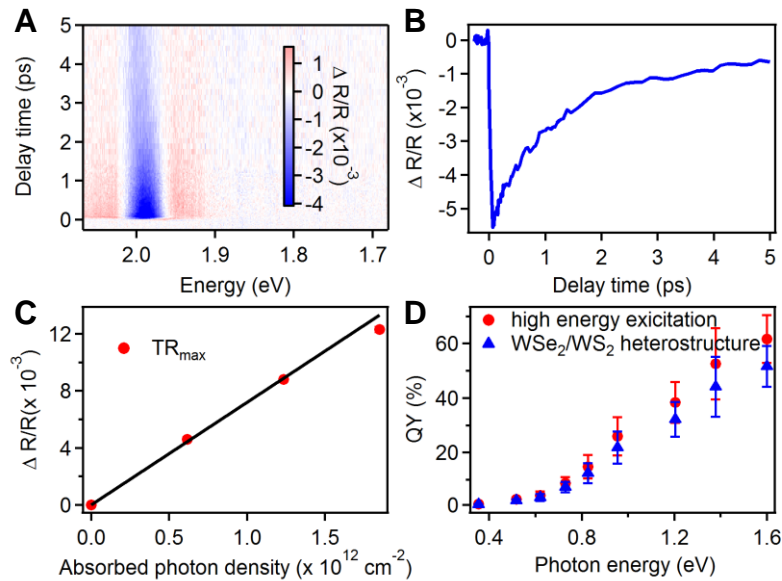 A
5
4
3
2
1
0
Delay time (ps)
1
0
-1
-2
-3
-4
Δ R/R (x10⁻³)
2.0
1.9
1.8
1.7
Energy (eV)
B
0
-1
-2
-3
-4
-5
Δ R/R (x10⁻³)
0
1
2
3
4
5
Delay time (ps)
C
12
8
4
0
Δ R/R(x 10⁻³)
TRₘₐₓ
0.0
0.5
1.0
1.5
Absorbed photon density (x 10¹² cm⁻²)
D
high energy exicitation
WSe₂/WS₂ heterostructure
60
40
20
0
QY (%)
0.4
0.8
1.2
1.6
Photon energy (eV)